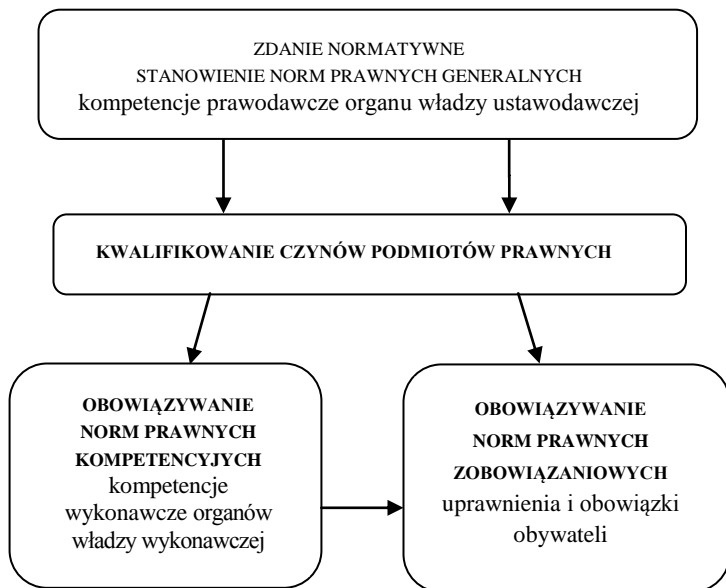 ZDANIE NORMATYWNE
STANOWIENIE NORM PRAWNYCH GENERALNYCH
kompetencje prawodawcze organu władzy ustawodawczej
KWALIFIKOWANIE CZYNÓW PODMIOTÓW PRAWNYCH
OBOWIĄZYWANIE
NORM PRAWNYCH
KOMPETENCYJYCH
kompetencje
wykonawcze organów
władzy wykonawczej
OBOWIĄZYWANIE
NORM PRAWNYCH
ZOBOWIĄZANIOWYCH
uprawnienia i obowiązki
obywateli